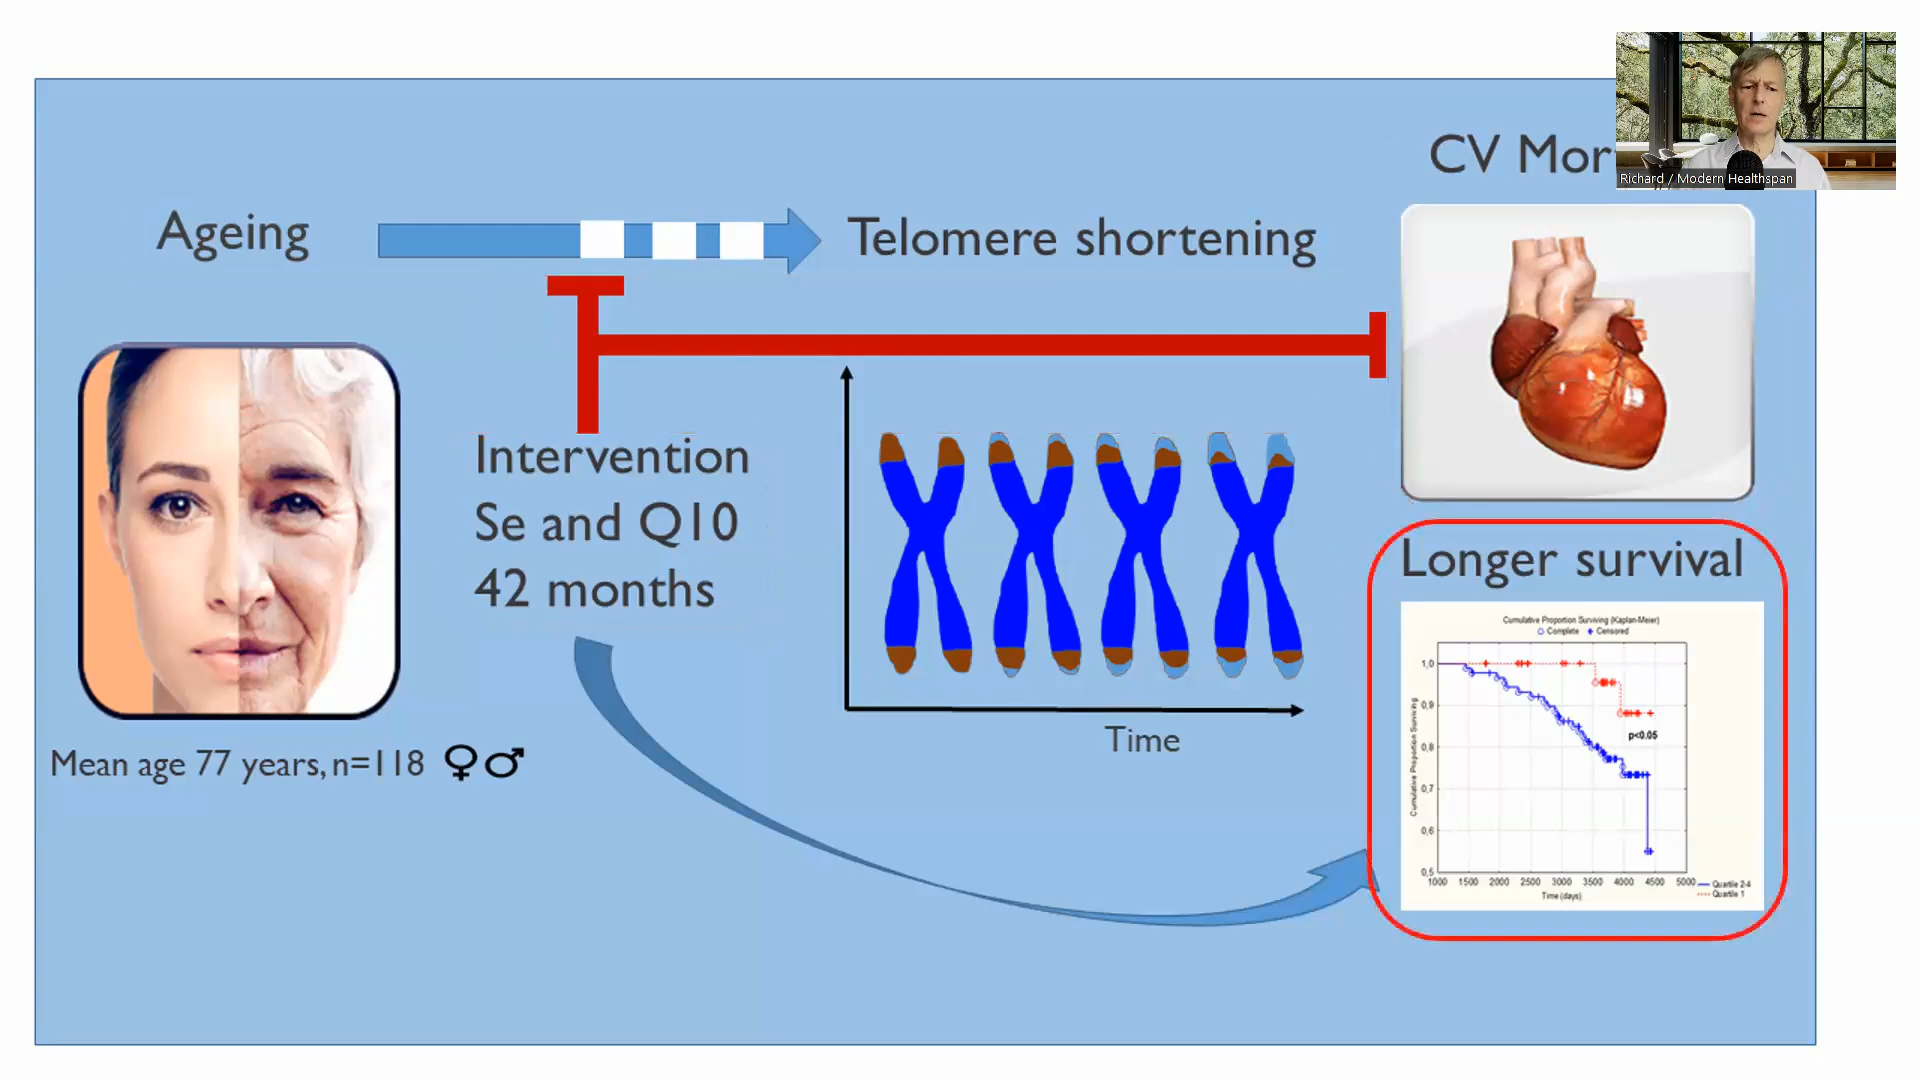 CV Mor
Richard / Modern Healthspan
Ageing
Telomere shortening
Intervention
Se and Q10
42 months
Longer survival
Cumulative Proportion Surviving (Kaplan-Meier)
Complete Censored
Cumulative Proportion Surviving
1,0
0,9
0,8
0,7
0,6
0,5
p<0.05
1000 1500 2000 2500 3000 3500 4000 4500 5000
Time (days)
Quartile 2-4
Quartile 1
Time
Mean age 77 years, n=118 ♀♂